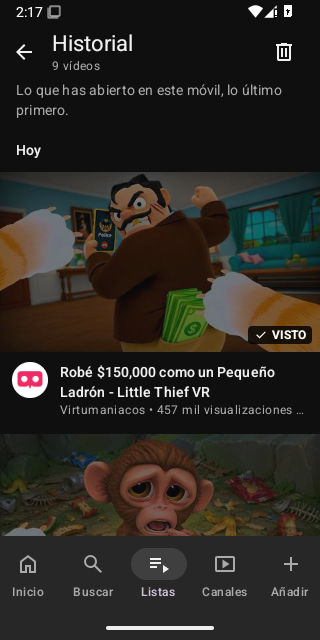 2:17
Historial
9 vídeos
Lo que has abierto en este móvil, lo último
primero.
Hoy
VISTO
Robé $150,000 como un Pequeño
Ladrón - Little Thief VR
Virtumaniacos • 457 mil visualizaciones ...
Inicio
Buscar
Listas
Canales
Añadir